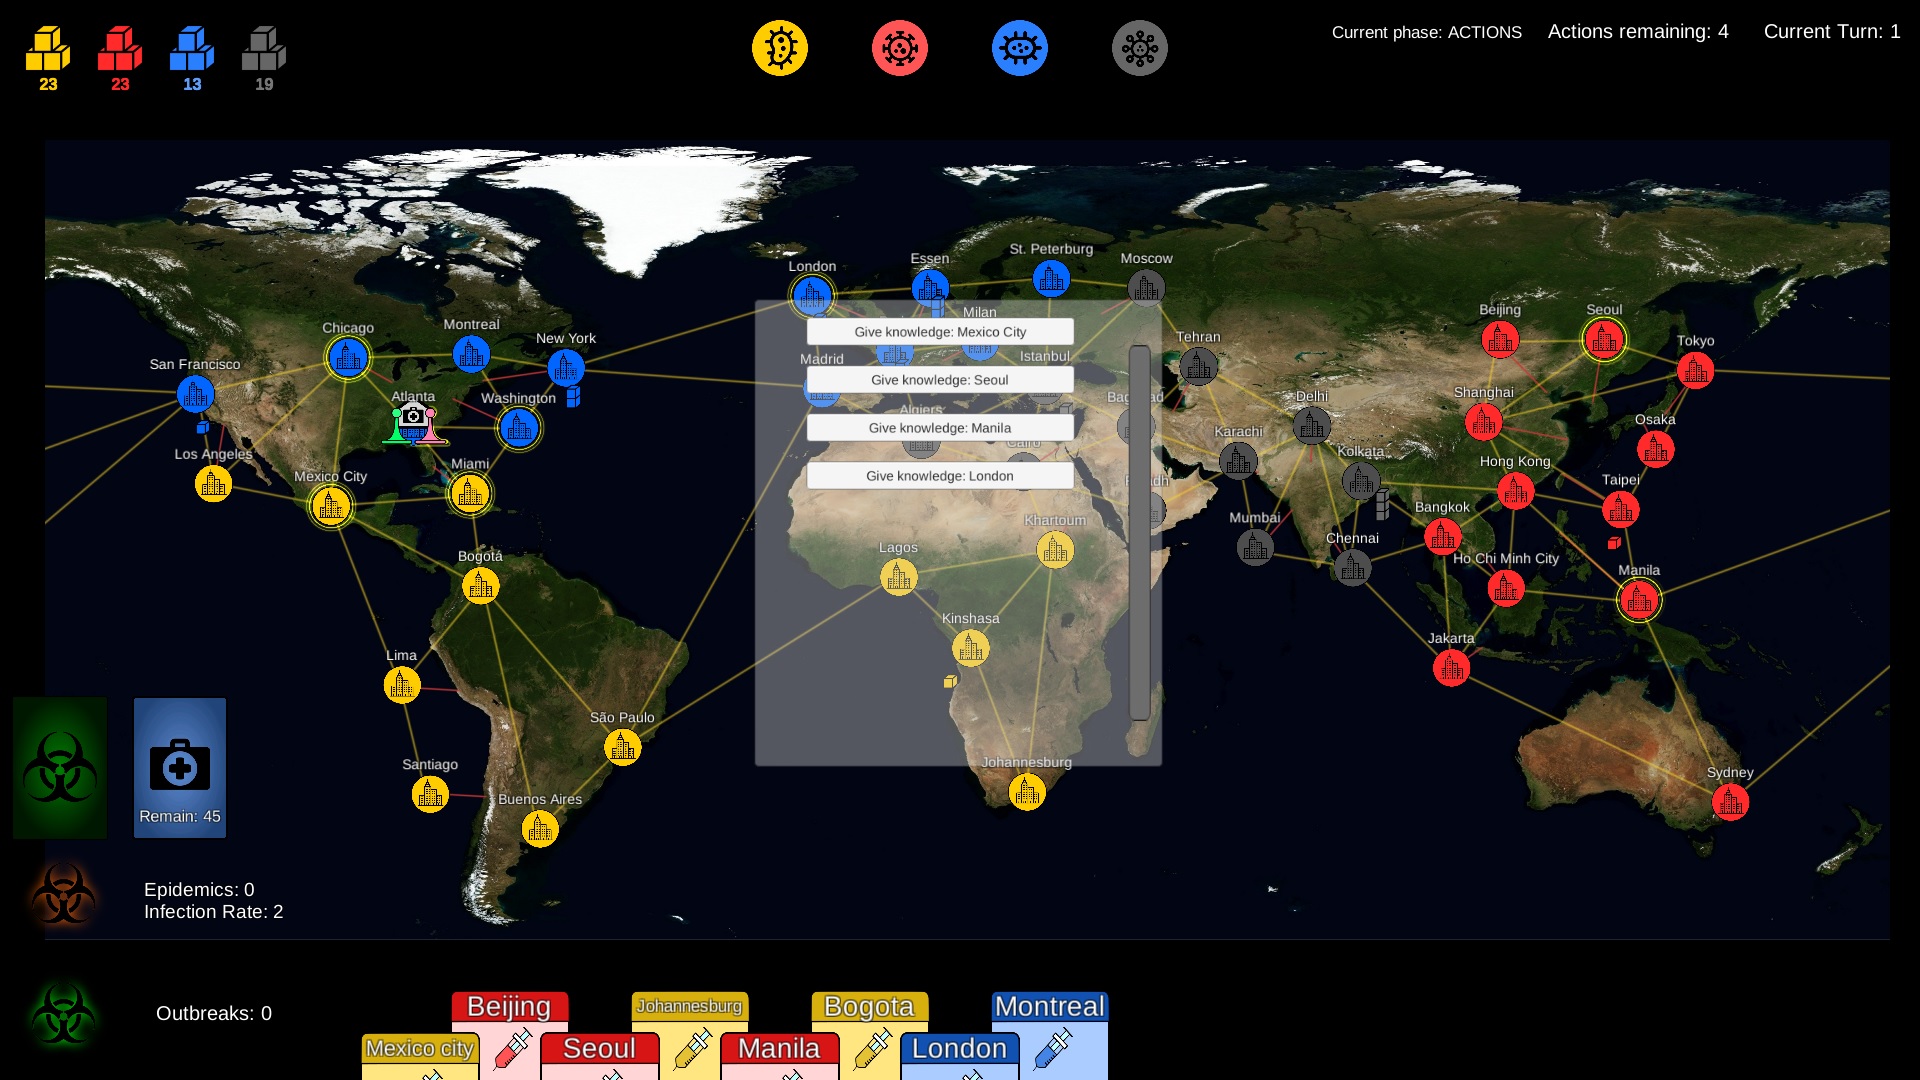 Current phase: ACTIONS
Actions remaining: 4
Current Turn: 1
23
23
13
19
St. Peterburg
Essen
Moscow
London
Beijing
Seoul
Milan
Montreal
Chicago
Give knowledge: Mexico City
New York
Tehran
Tokyo
Istanbul
Madrid
San Francisco
Give knowledge: Seoul
Shanghai
Atlanta
Delhi
Washington
Algiers
Osaka
Give knowledge: Manila
Karachi
Cairo
Kolkata
Los Angeles
Hong Kong
Miami
Mexico City
Give knowledge: London
Taipei
Bangkok
Mumbai
Khartoum
Chennai
Lagos
Bogotá
Ho Chi Minh City
Manila
Kinshasa
Jakarta
Lima
São Paulo
Johannesburg
Santiago
Sydney
Buenos Aires
Remain: 45
Epidemics: 0
Infection Rate: 2
Outbreaks: 0
Beijing
Johannesburg
Bogota
Montreal
Mexico city
Seoul
Manila
London